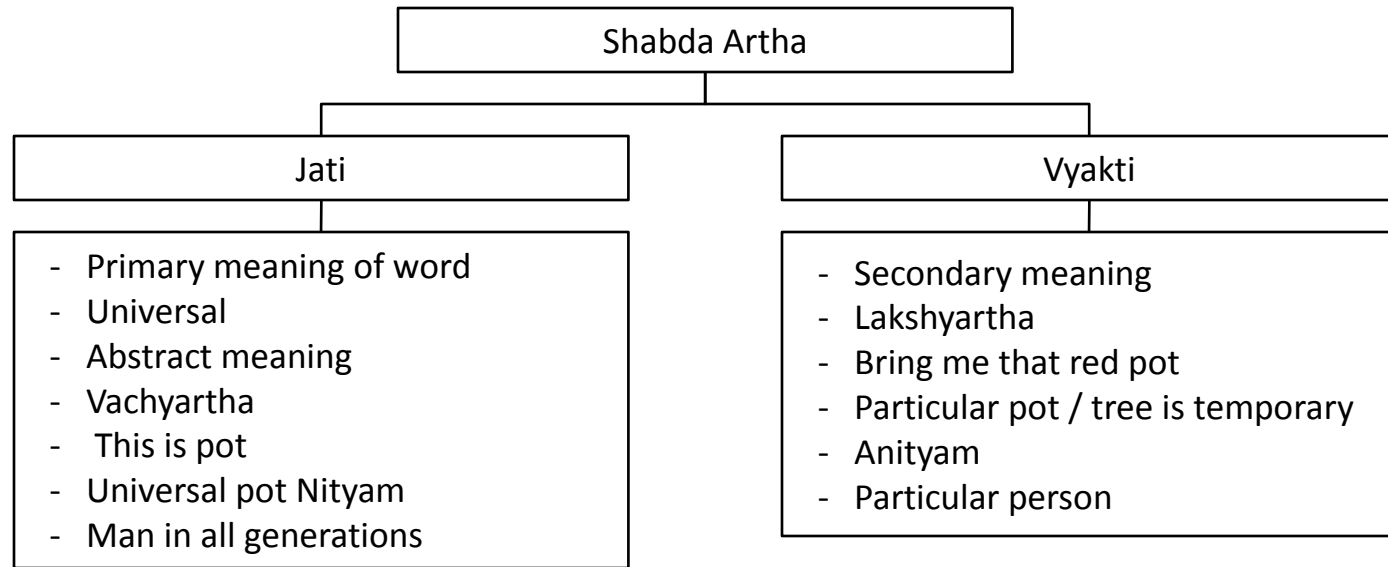 Shabda Artha
Jati
- Primary meaning of word
- Universal
- Abstract meaning
- Vachyartha
- This is pot
- Universal pot Nityam
- Man in all generations
Vyakti
- Secondary meaning
- Lakshyartha
- Bring me that red pot
- Particular pot / tree is temporary
- Anityam
- Particular person